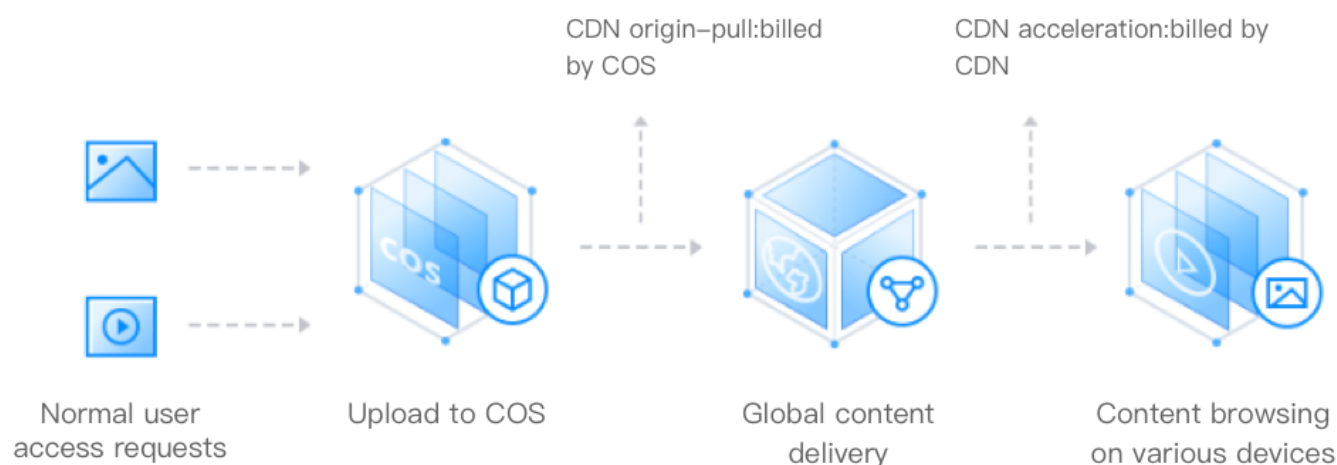 CDN origin–pull:billed
by COS
CDN acceleration:billed by
CDN
COS
Normal user
access requests
Upload to COS
Global content
delivery
Content browsing
on various devices